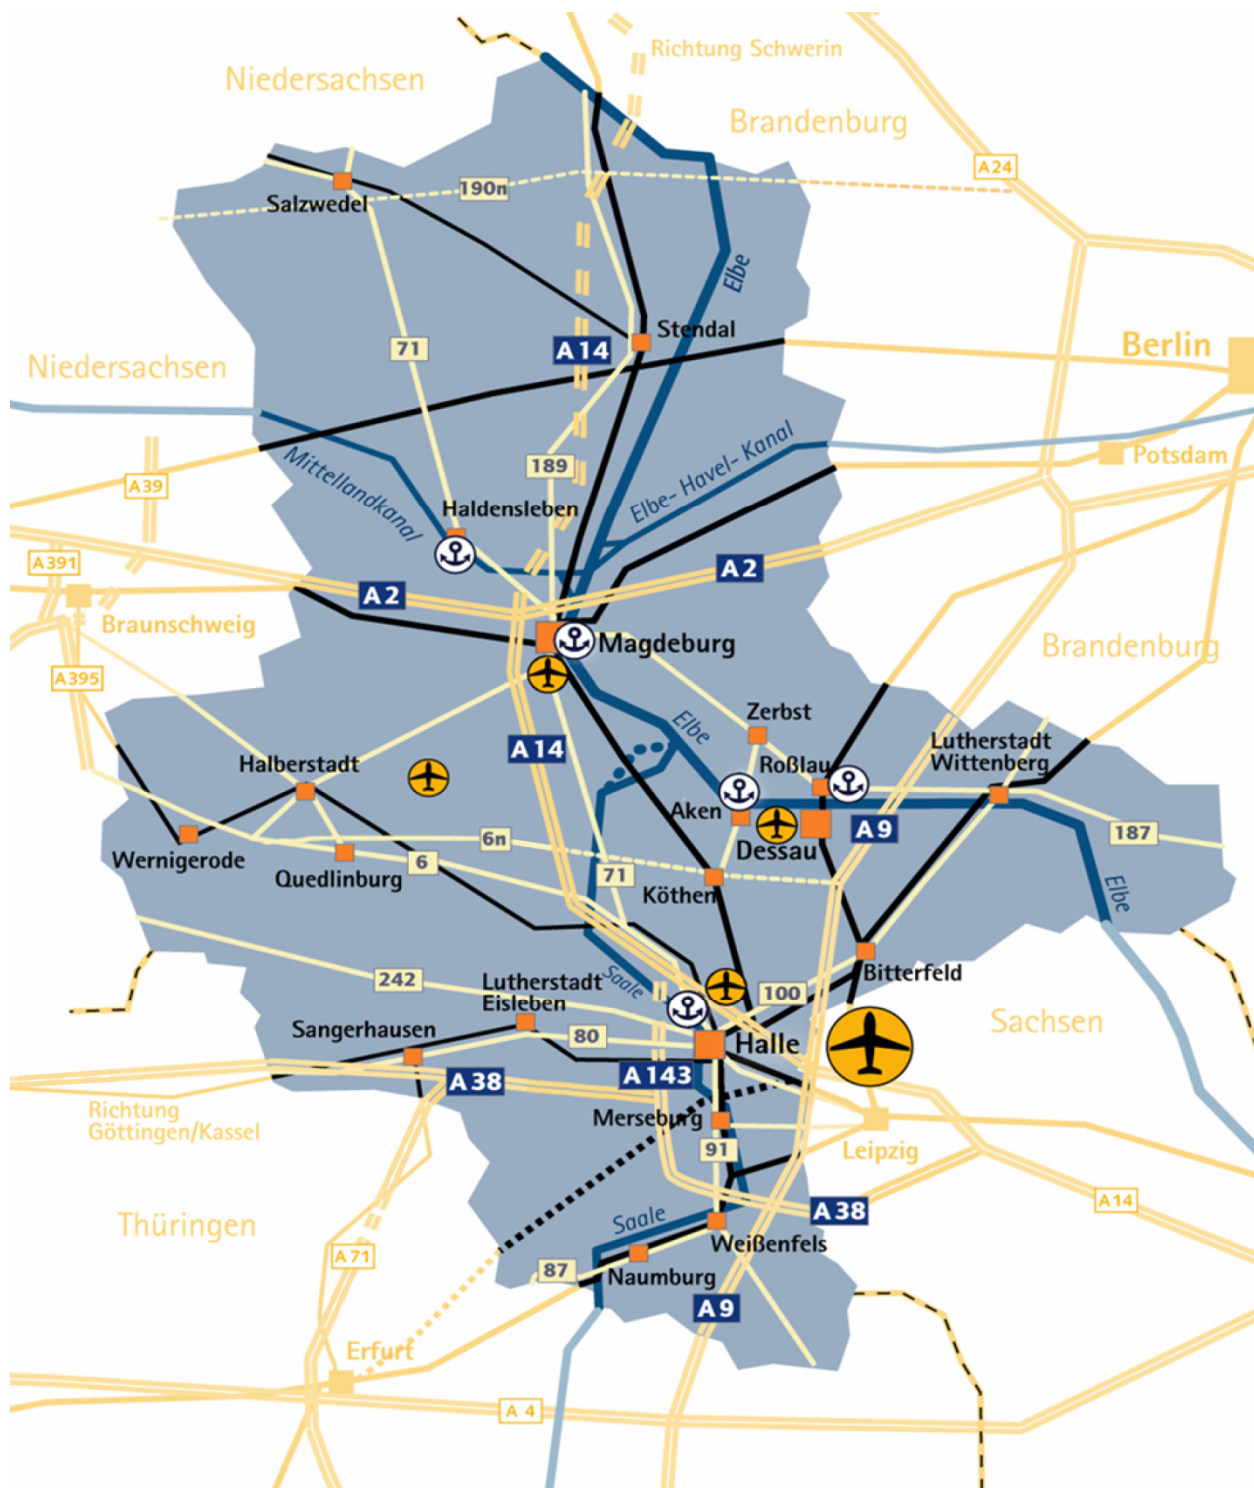 Richtung Schwerin
Niedersachsen
Brandenburg
A24
190n
Salzwedel
Elbe
Stendal
71
A14
Berlin
Niedersachsen
Mittellandkanal
Elbe-Havel-Kanal
189
Potsdam
A39
Haldensleben
A391
A2
A2
Braunschweig
Magdeburg
Brandenburg
A395
Elbe
Zerbst
A14
Lutherstadt
Wittenberg
Halberstadt
Roßlau
Aken
A9
187
Wernigerode
6n
6
Dessau
Quedlinburg
71
Köthen
Elbe
Saale
Bitterfeld
242
Lutherstadt
Eisleben
100
Sachsen
Sangerhausen
80
Halle
A38
A143
Richtung
Göttingen/Kassel
Merseburg
91
Leipzig
A14
Thüringen
Saale
A38
Weißenfels
A71
87
Naumburg
A9
Erfurt
A 4